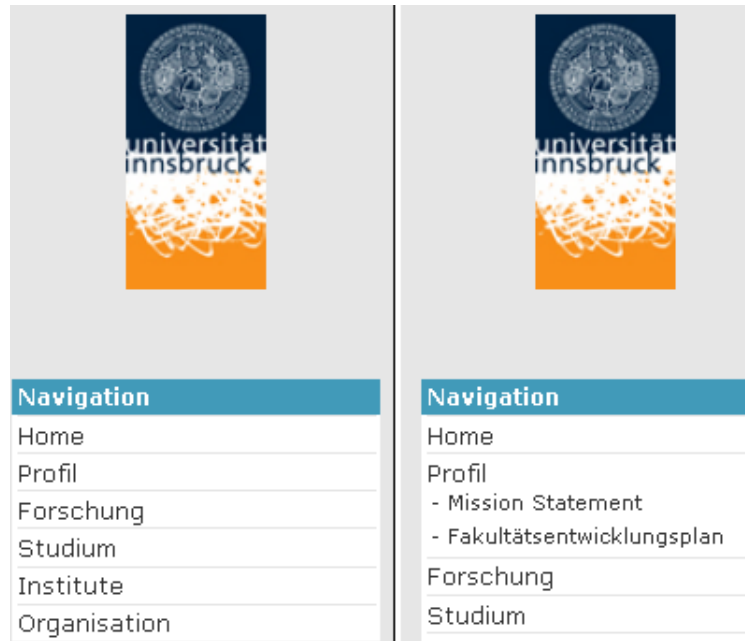 universität
innsbruck
Navigation
Home
Profil
Forschung
Studium
Institute
Organisation
universität
innsbruck
Navigation
Home
Profil
- Mission Statement
- Fakultätsentwicklungsplan
Forschung
Studium